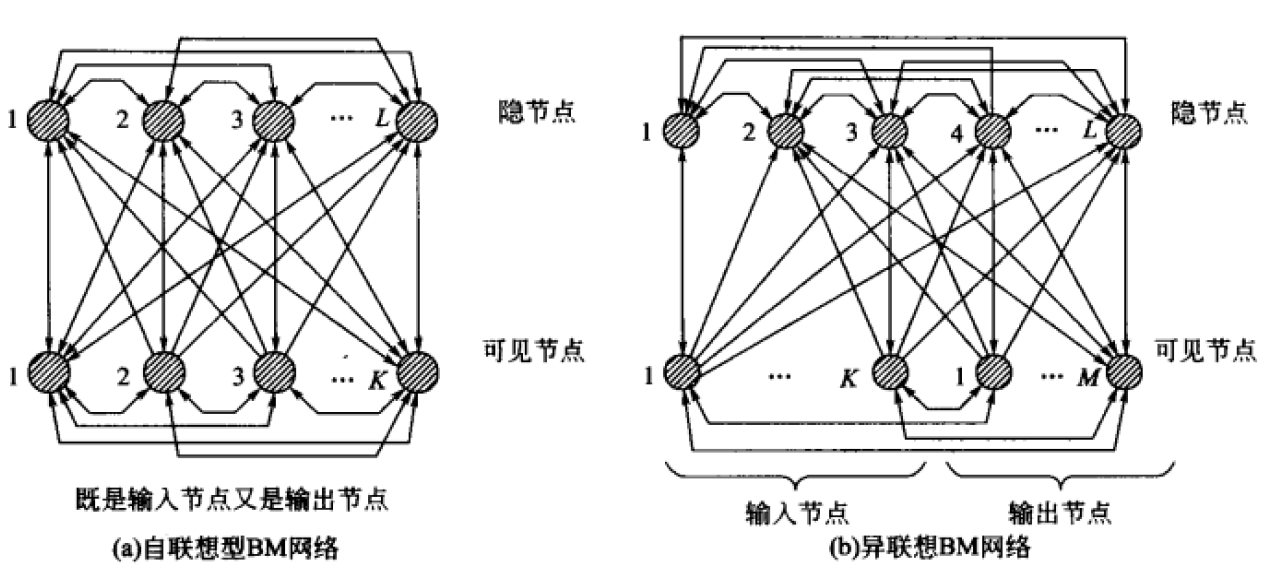 1 2 3 ... L 隐节点
1 2 3 ... K 可见节点
既是输入节点又是输出节点
(a)自联想型BM网络
1 2 3 4 ... L 隐节点
1 ... K 1 ... M 可见节点
输入节点 输出节点
(b)异联想BM网络